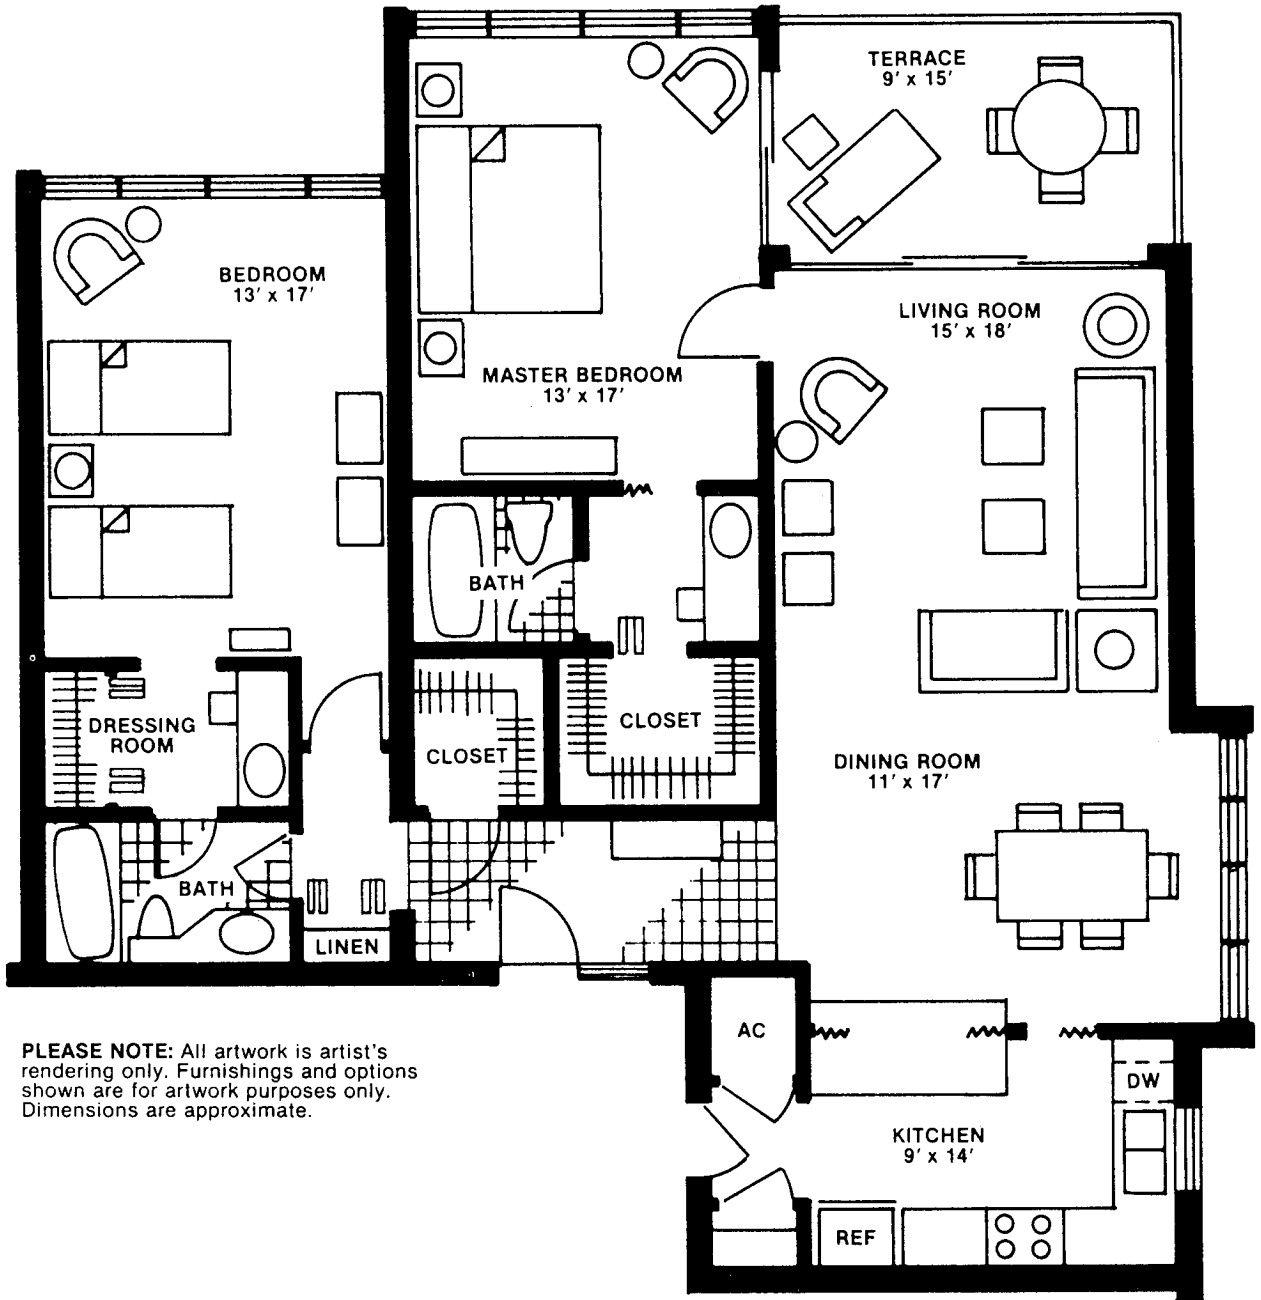 TERRACE
9' x 15'
BEDROOM
13' x 17'
LIVING ROOM
15' x 18'
MASTER BEDROOM
13' x 17'
BATH
DRESSING
ROOM
CLOSET
CLOSET
DINING ROOM
11' x 17'
BATH
LINEN
AC
PLEASE NOTE: All artwork is artist's
rendering only. Furnishings and options
shown are for artwork purposes only.
Dimensions are approximate.
DW
KITCHEN
9' x 14'
REF